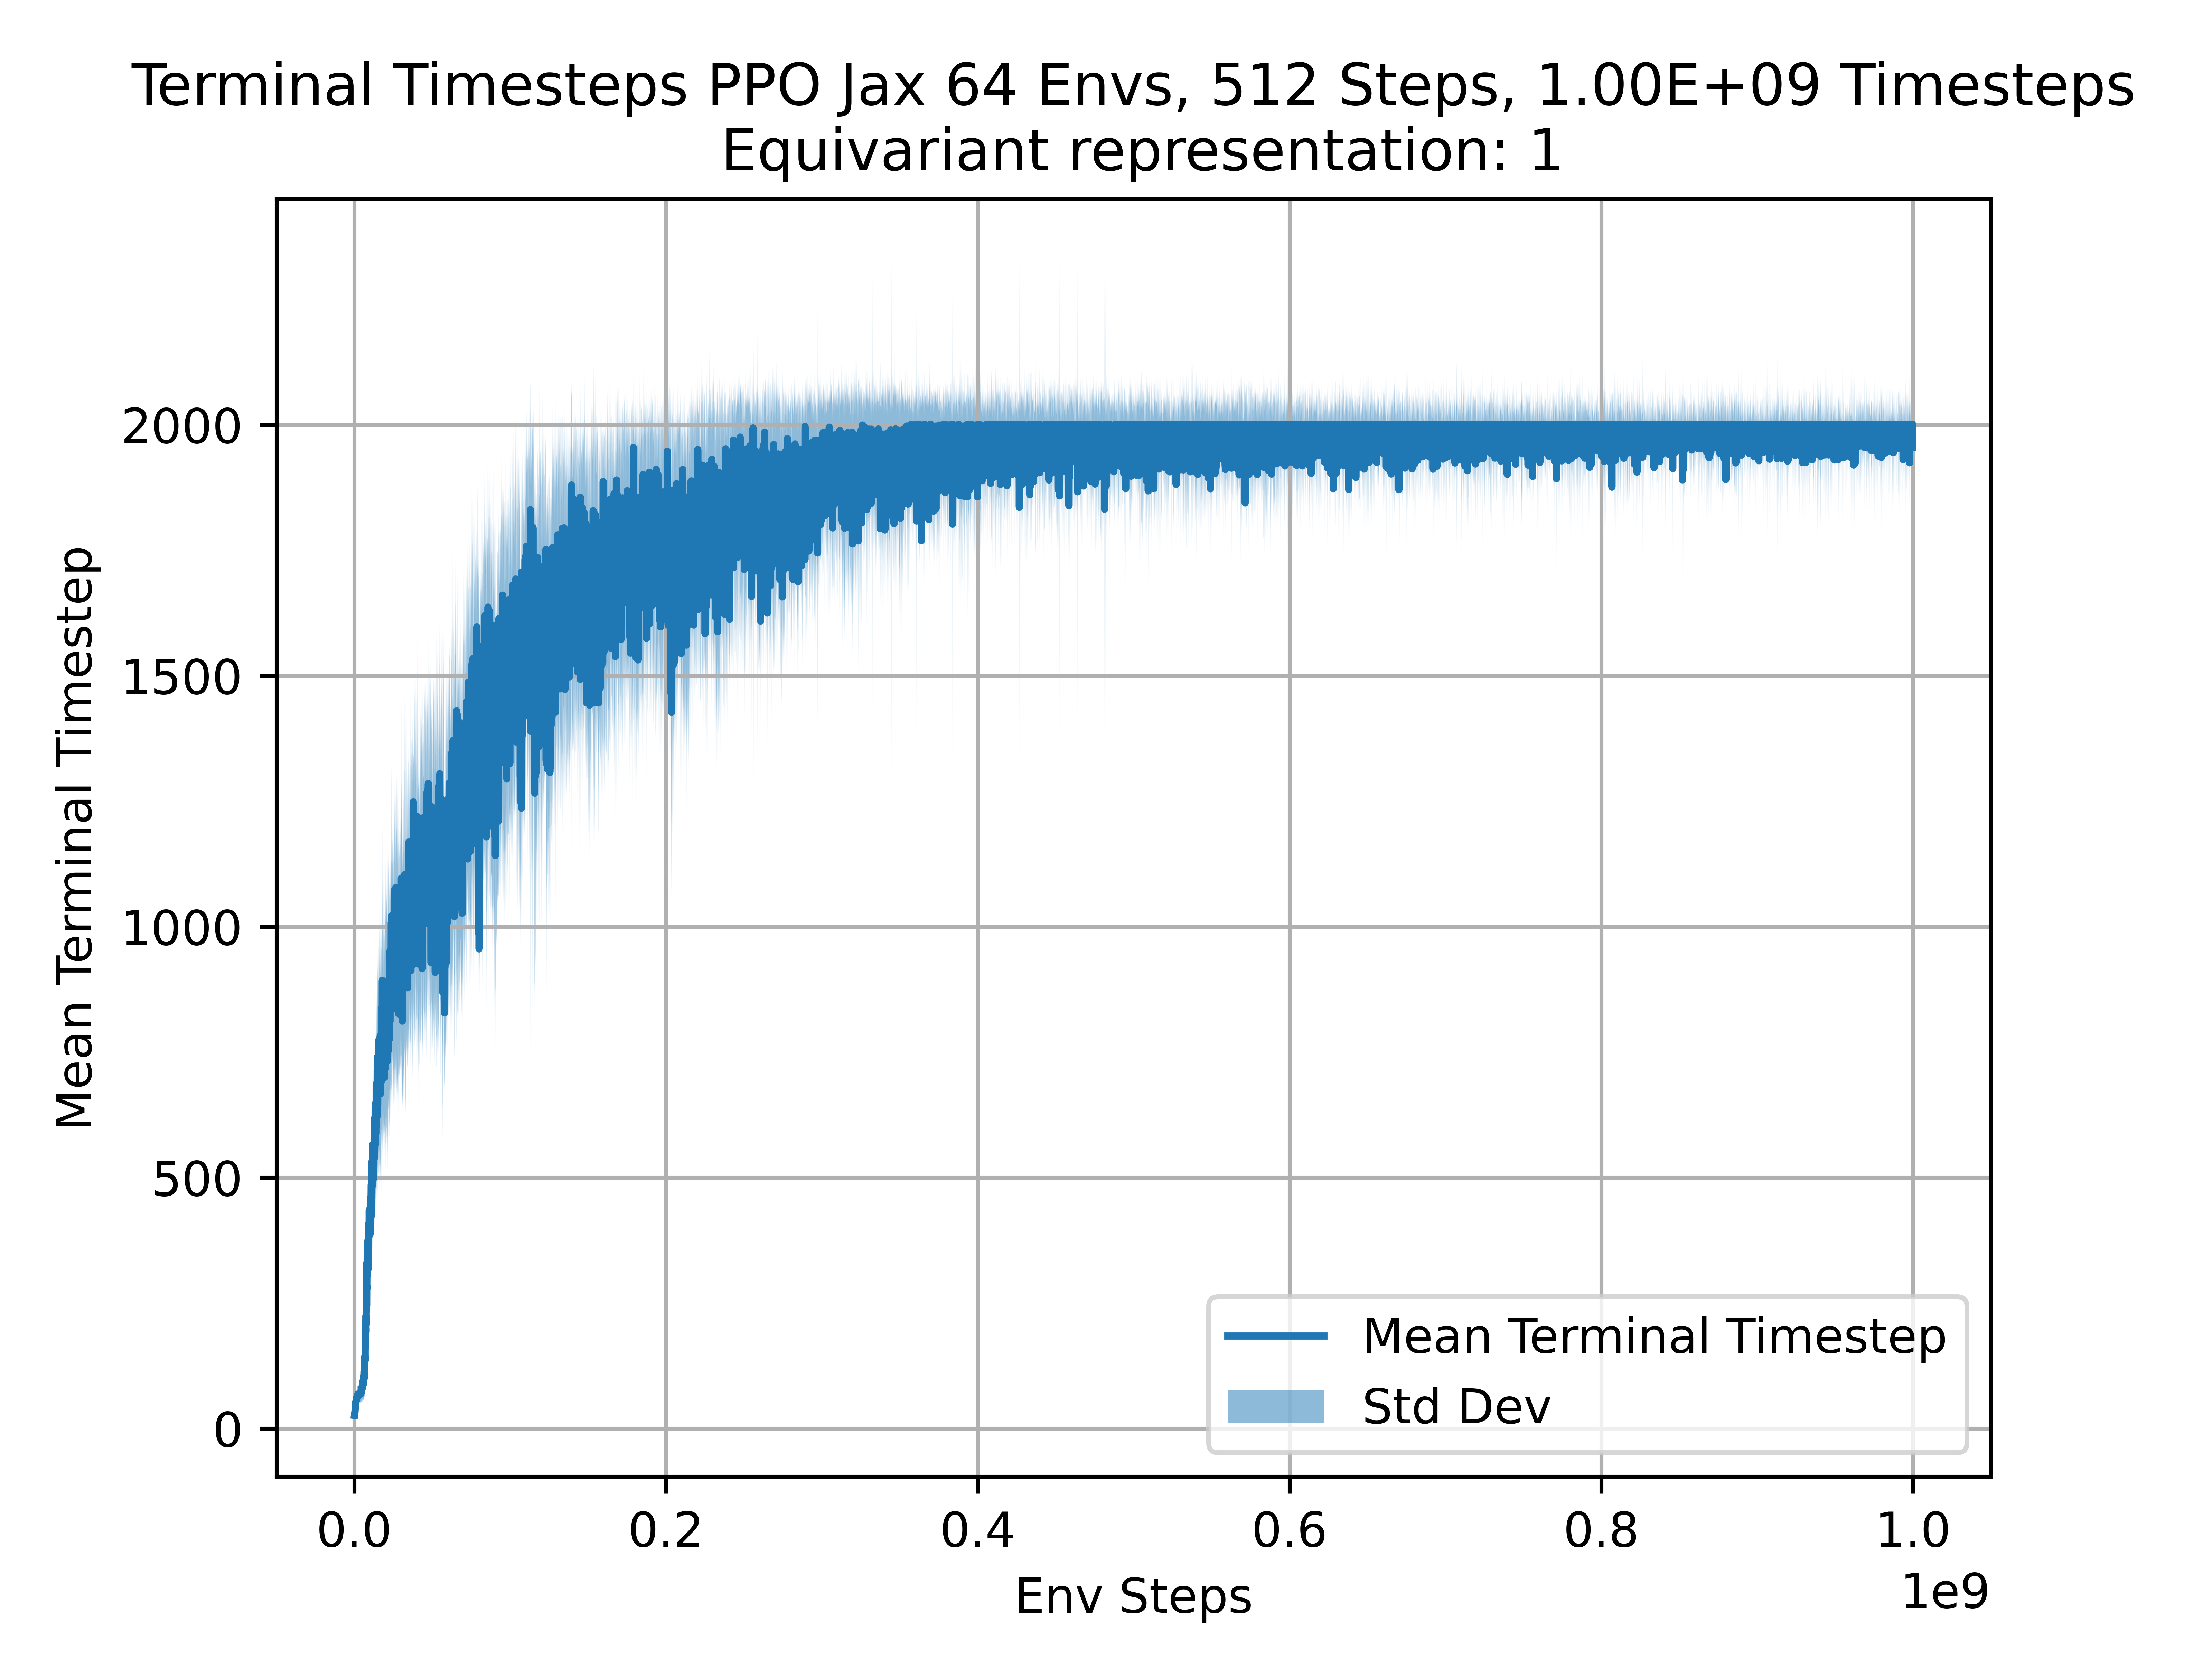 Terminal Timesteps PPO Jax 64 Envs, 512 Steps, 1.00E+09 Timesteps
Equivariant representation: 1
Mean Terminal Timestep
2000
1500
1000
500
0
Mean Terminal Timestep
Std Dev
0.0 0.2 0.4 0.6 0.8 1.0
Env Steps
1e9